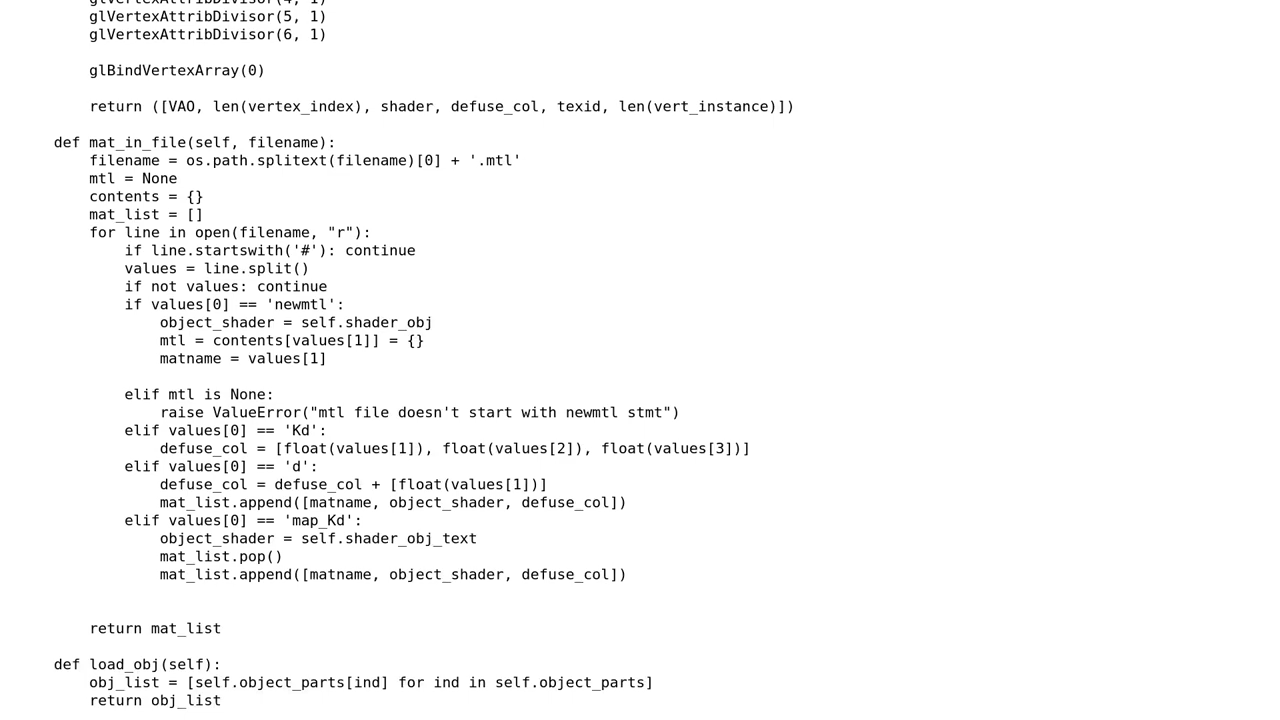 glVertexAttribDivisor(4, 1)
glVertexAttribDivisor(5, 1)
glVertexAttribDivisor(6, 1)
glBindVertexArray(0)
return ([VAO, len(vertex_index), shader, defuse_col, texid, len(vert_instance)])
def mat_in_file(self, filename):
filename = os.path.splitext(filename)[0] + '.mtl'
mtl = None
contents = {}
mat_list = []
for line in open(filename, "r"):
if line.startswith('#'): continue
values = line.split()
if not values: continue
if values[0] == 'newmtl':
object_shader = self.shader_obj
mtl = contents[values[1]] = {}
matname = values[1]
elif mtl is None:
raise ValueError("mtl file doesn't start with newmtl stmt")
elif values[0] == 'Kd':
defuse_col = [float(values[1]), float(values[2]), float(values[3])]
elif values[0] == 'd':
defuse_col = defuse_col + [float(values[1])]
mat_list.append([matname, object_shader, defuse_col])
elif values[0] == 'map_Kd':
object_shader = self.shader_obj_text
mat_list.pop()
mat_list.append([matname, object_shader, defuse_col])
return mat_list
def load_obj(self):
obj_list = [self.object_parts[ind] for ind in self.object_parts]
return obj_list